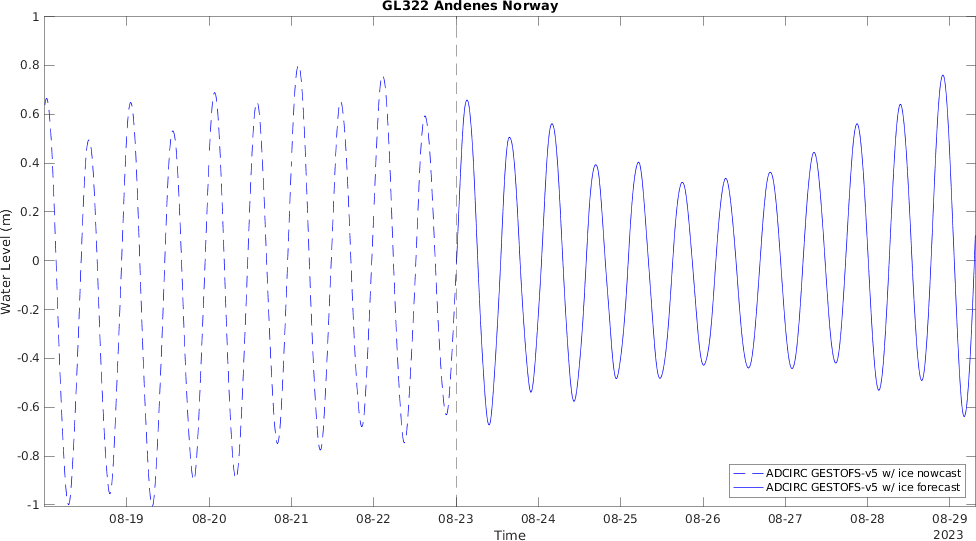 GL322 Andenes Norway
1
0.8
0.6
0.4
0.2
0
-0.2
-0.4
-0.6
-0.8
-1
Water Level (m)
ADCIRC GESTOFS-v5 w/ ice nowcast
ADCIRC GESTOFS-v5 w/ ice forecast
08-19 08-20 08-21 08-22 08-23 08-24 08-25 08-26 08-27 08-28 08-29
Time 2023